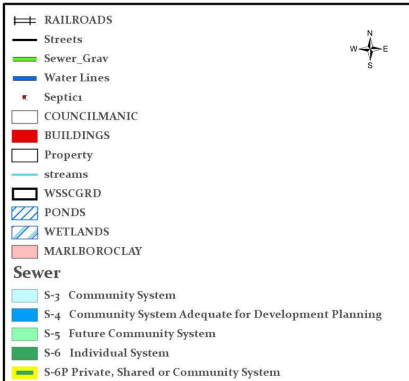 RAILROADS
Streets
Sewer_Grav
Water Lines
Septic1
COUNCILMANIC
BUILDINGS
Property
streams
WSSCGRD
PONDS
WETLANDS
MARLBOROCLAY
Sewer
S-3 Community System
S-4 Community System Adequate for Development Planning
S-5 Future Community System
S-6 Individual System
S-6P Private, Shared or Community System
N
W E
S